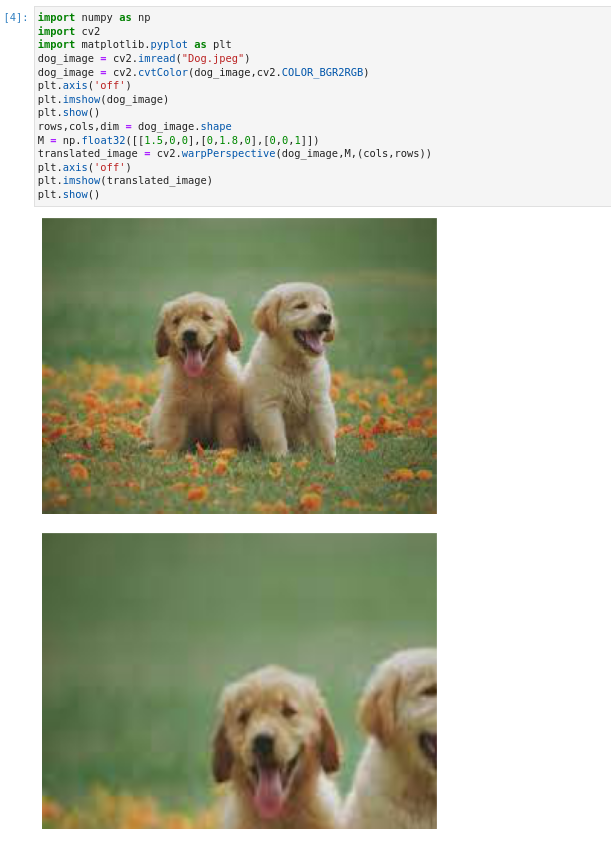 [4]: import numpy as np
import cv2
import matplotlib.pyplot as plt
dog_image = cv2.imread("Dog.jpeg")
dog_image = cv2.cvtColor(dog_image,cv2.COLOR_BGR2RGB)
plt.axis('off')
plt.imshow(dog_image)
plt.show()
rows,cols,dim = dog_image.shape
M = np.float32([[1.5,0,0],[0,1.8,0],[0,0,1]])
translated_image = cv2.warpPerspective(dog_image,M,(cols,rows))
plt.axis('off')
plt.imshow(translated_image)
plt.show()